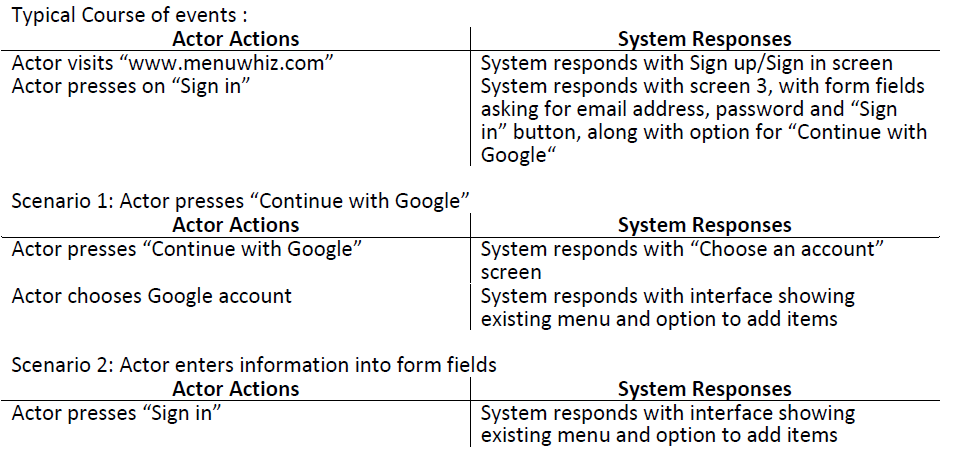 Typical Course of events :
Actor Actions System Responses
Actor visits “www.menuwhiz.com” System responds with Sign up/Sign in screen
Actor presses on “Sign in” System responds with screen 3, with form fields
asking for email address, password and “Sign
in” button, along with option for “Continue with
Google“
Scenario 1: Actor presses “Continue with Google”
Actor Actions System Responses
Actor presses “Continue with Google” System responds with “Choose an account”
screen
Actor chooses Google account System responds with interface showing
existing menu and option to add items
Scenario 2: Actor enters information into form fields
Actor Actions System Responses
Actor presses “Sign in” System responds with interface showing
existing menu and option to add items